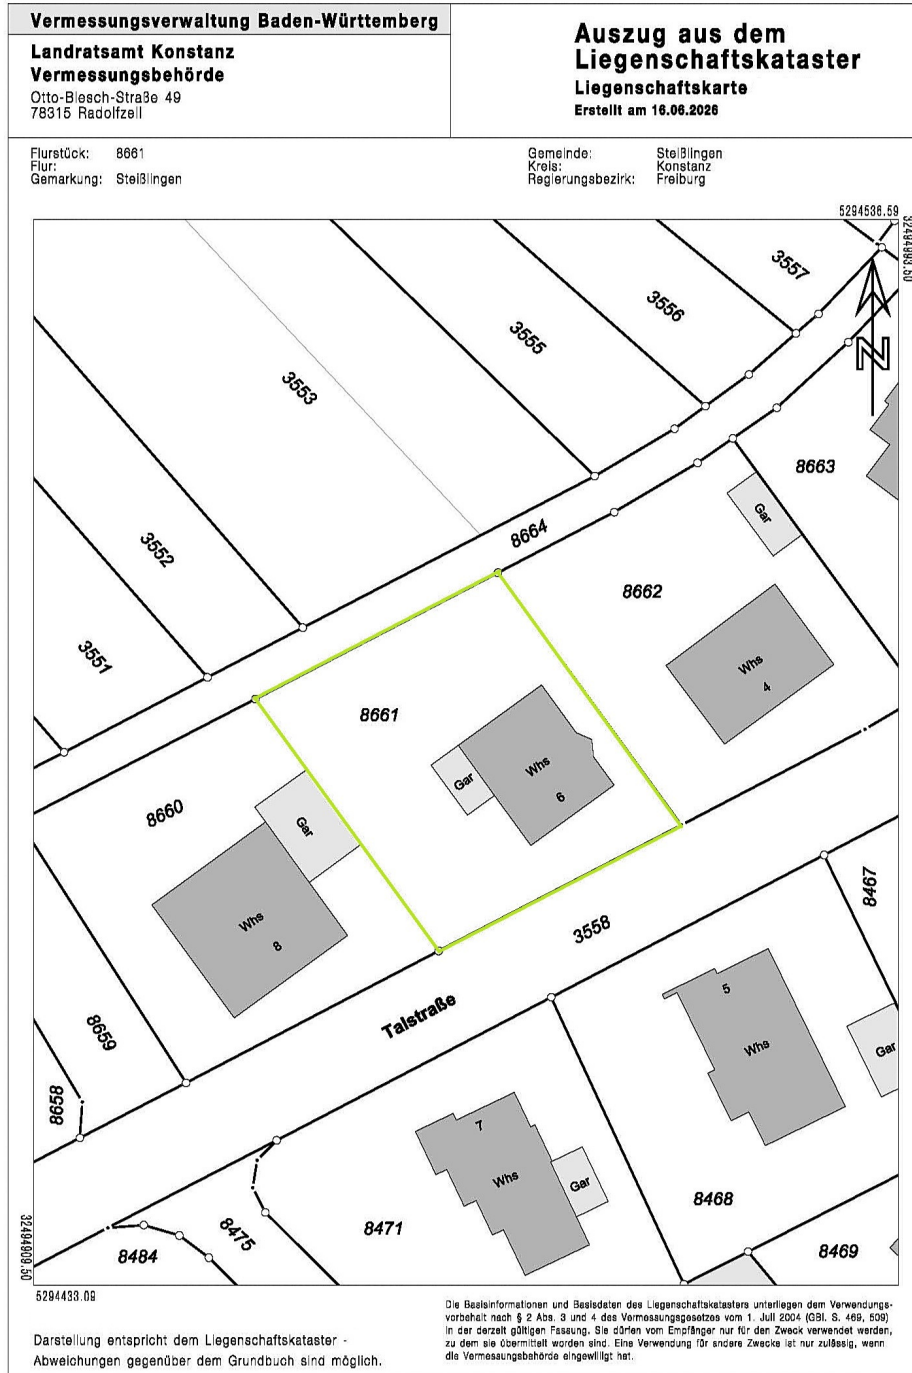 Vermessungsverwaltung Baden-Württemberg
Landratsamt Konstanz
Vermessungsbehörde
Otto-Blesch-Straße 49
78315 Radolfzell
Auszug aus dem
Liegenschaftskataster
Liegenschaftskarte
Erstellt am 16.06.2026
Flurstück: 8661
Flur:
Gemarkung: Steißlingen
Gemeinde: Steißlingen
Kreis: Konstanz
Regierungsbezirk: Freiburg
5294536.59
32494993.50
3557
3556
3555
3553
N
8663
Gar
8664
3552
8662
3551
Whs
4
8661
Whs
6
Gar
8660
Gar
Whs
8
8467
3558
Talstraße
5
Whs
Gar
8659
8658
7
Whs
Gar
8468
8471
8475
8484
8469
32494909.50
5294433.09
Darstellung entspricht dem Liegenschaftskataster -
Abweichungen gegenüber dem Grundbuch sind möglich.
Die Basisinformationen und Basisdaten des Liegenschaftskatasters unterliegen dem Verwendungs-
vorbehalt nach § 2 Abs. 3 und 4 des Vermessungsgesetzes vom 1. Juli 2004 (GBl. S. 469, 509)
in der derzeit gültigen Fassung. Sie dürfen vom Empfänger nur für den Zweck verwendet werden,
zu dem sie übermittelt worden sind. Eine Verwendung für andere Zwecke ist nur zulässig, wenn
die Vermessungsbehörde eingewilligt hat.